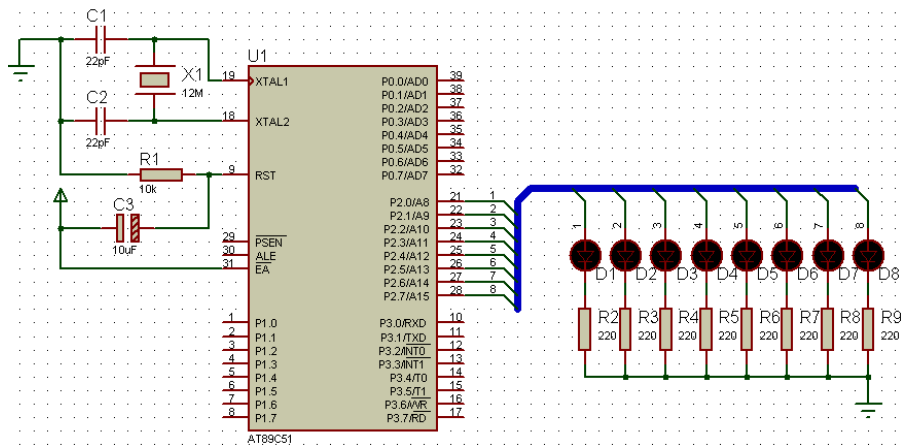 C1
22pF
X1
12M
C2
22pF
R1
10k
C3
10uF
U1
19 XTAL1
18 XTAL2
9 RST
29 PSEN
30 ALE
31 EA
1 P1.0
2 P1.1
3 P1.2
4 P1.3
5 P1.4
6 P1.5
7 P1.6
8 P1.7
P0.0/AD0 39
P0.1/AD1 38
P0.2/AD2 37
P0.3/AD3 36
P0.4/AD4 35
P0.5/AD5 34
P0.6/AD6 33
P0.7/AD7 32
P2.0/A8 21 1
P2.1/A9 22 2
P2.2/A10 23 3
P2.3/A11 24 4
P2.4/A12 25 5
P2.5/A13 26 6
P2.6/A14 27 7
P2.7/A15 28 8
P3.0/RXD 10
P3.1/TXD 11
P3.2/INT0 12
P3.3/INT1 13
P3.4/T0 14
P3.5/T1 15
P3.6/WR 16
P3.7/RD 17
AT89C51
1 2 3 4 5 6 7 8
D1 D2 D3 D4 D5 D6 D7 D8
R2 R3 R4 R5 R6 R7 R8 R9
220 220 220 220 220 220 220 220